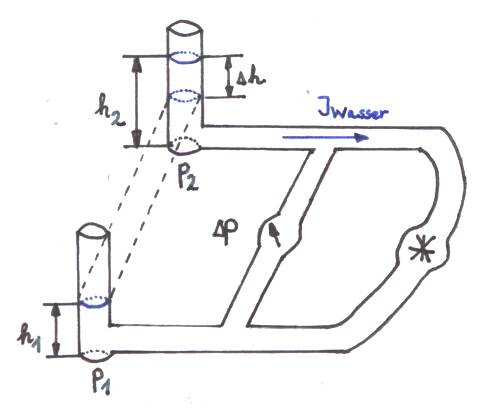 Δh
h₂
Jwasser
P₂
Δp
h₁
P₁